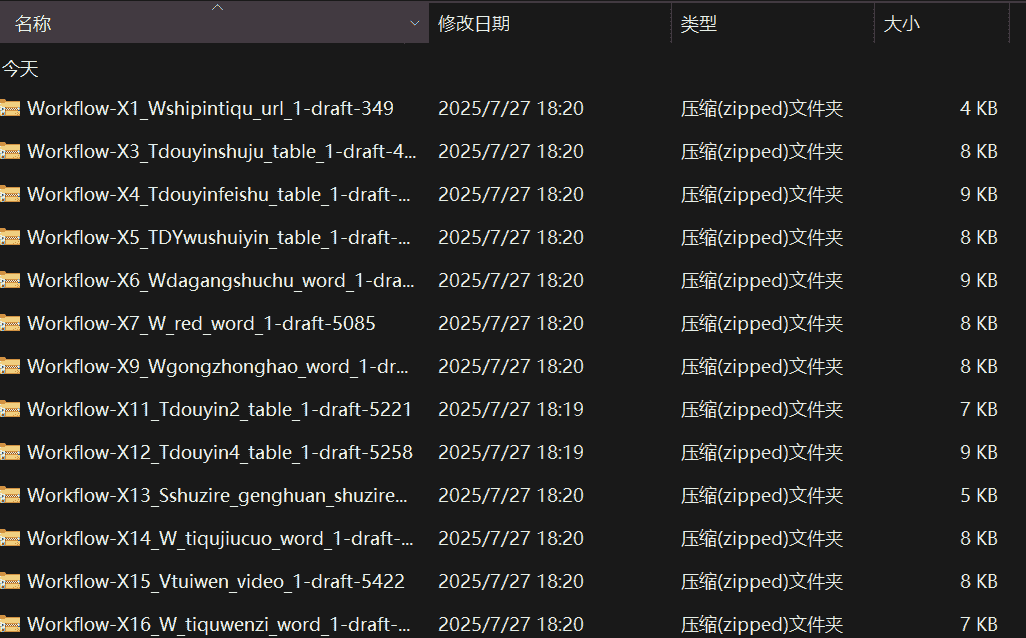 名称 修改日期 类型 大小
今天
Workflow-X1_Wshipintiqu_url_1-draft-349 2025/7/27 18:20 压缩(zipped)文件夹 4 KB
Workflow-X3_Tdouyinshuju_table_1-draft-4... 2025/7/27 18:20 压缩(zipped)文件夹 8 KB
Workflow-X4_Tdouyinfeishu_table_1-draft-... 2025/7/27 18:20 压缩(zipped)文件夹 9 KB
Workflow-X5_TDYwushuiyin_table_1-draft-... 2025/7/27 18:20 压缩(zipped)文件夹 8 KB
Workflow-X6_Wdagangshuchu_word_1-dra... 2025/7/27 18:20 压缩(zipped)文件夹 9 KB
Workflow-X7_W_red_word_1-draft-5085 2025/7/27 18:20 压缩(zipped)文件夹 8 KB
Workflow-X9_Wgongzhonghao_word_1-dr... 2025/7/27 18:20 压缩(zipped)文件夹 8 KB
Workflow-X11_Tdouyin2_table_1-draft-5221 2025/7/27 18:19 压缩(zipped)文件夹 7 KB
Workflow-X12_Tdouyin4_table_1-draft-5258 2025/7/27 18:19 压缩(zipped)文件夹 9 KB
Workflow-X13_Sshuzire_genghuan_shuzire... 2025/7/27 18:20 压缩(zipped)文件夹 5 KB
Workflow-X14_W_tiqujiucuo_word_1-draft-... 2025/7/27 18:20 压缩(zipped)文件夹 8 KB
Workflow-X15_Vtuiwen_video_1-draft-5422 2025/7/27 18:20 压缩(zipped)文件夹 8 KB
Workflow-X16_W_tiquwenzi_word_1-draft-... 2025/7/27 18:20 压缩(zipped)文件夹 7 KB